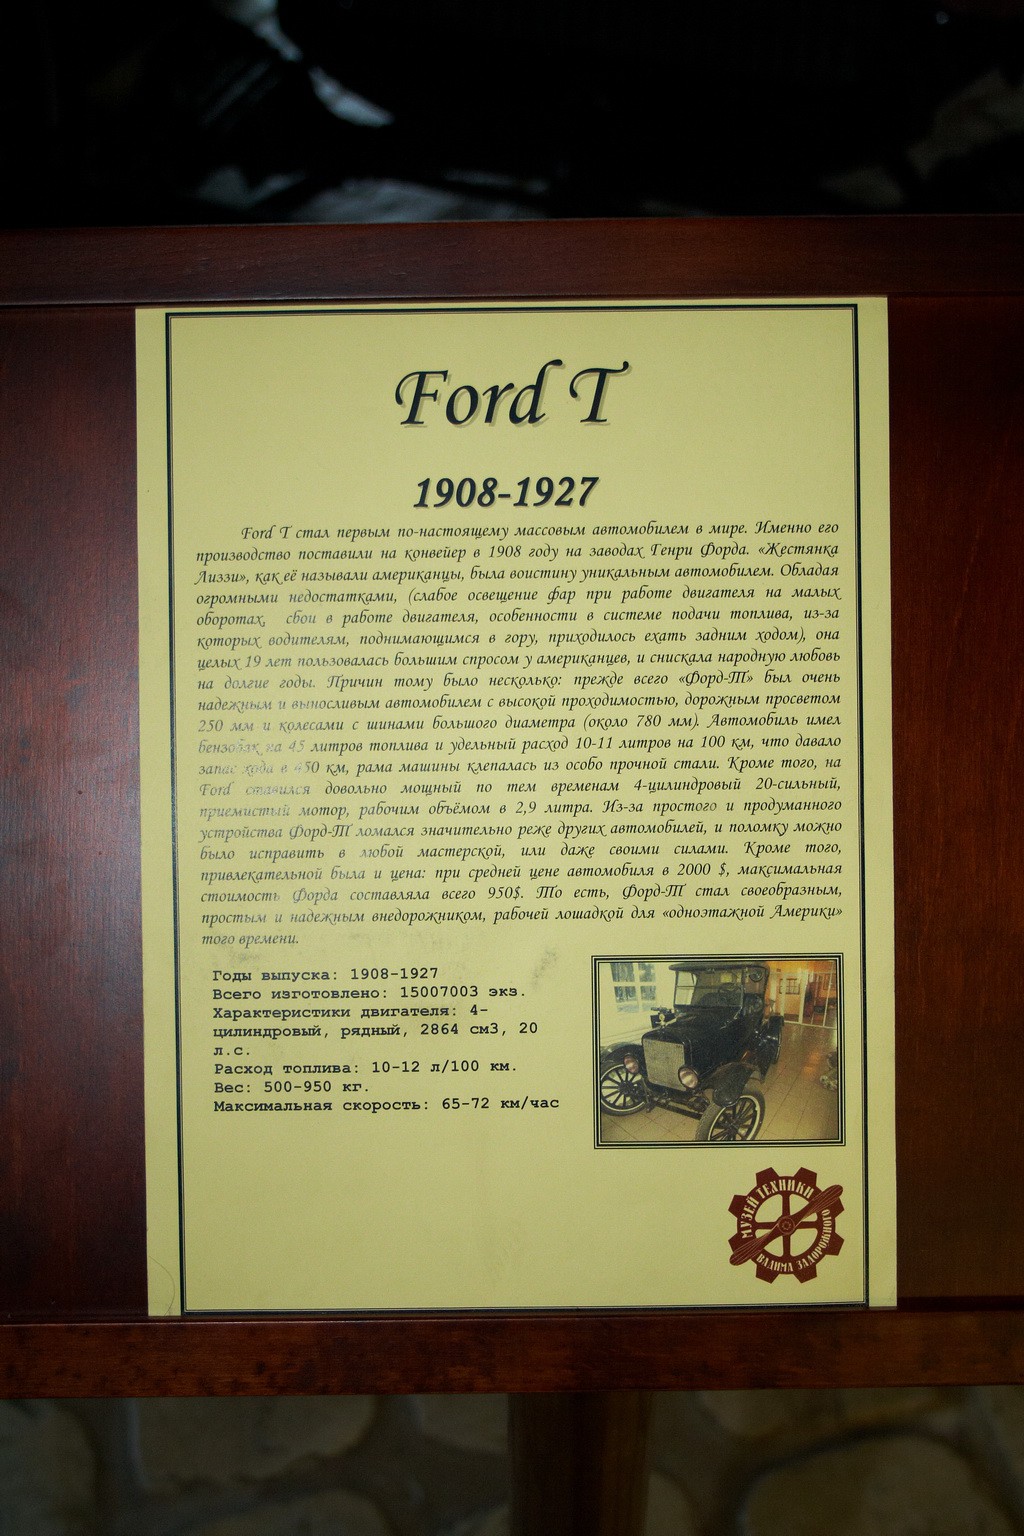 Ford T
1908-1927
Ford T стал первым по-настоящему массовым автомобилем в мире. Именно его
производство поставили на конвейер в 1908 году на заводах Генри Форда. «Жестянка
Лиззи», как её называли американцы, была воистину уникальным автомобилем. Обладая
огромными недостатками, (слабое освещение фар при работе двигателя на малых
оборотах, сбои в работе двигателя, особенности в системе подачи топлива, из-за
которых водителям, поднимающимся в гору, приходилось ехать задним ходом), она
целых 19 лет пользовалась большим спросом у американцев, и снискала народную любовь
на долгие годы. Причин тому было несколько: прежде всего «Форд-Т» был очень
надежным и выносливым автомобилем с высокой проходимостью, дорожным просветом
250 мм и колесами с шинами большого диаметра (около 780 мм). Автомобиль имел
бензобак на 45 литров топлива и удельный расход 10-11 литров на 100 км, что давало
запас хода в 450 км, рама машины клепалась из особо прочной стали. Кроме того, на
Ford ставился довольно мощный по тем временам 4-цилиндровый 20-сильный,
приемистый мотор, рабочим объёмом в 2,9 литра. Из-за простого и продуманного
устройства Форд-Т ломался значительно реже других автомобилей, и поломку можно
было исправить в любой мастерской, или даже своими силами. Кроме того,
привлекательной была и цена: при средней цене автомобиля в 2000 $, максимальная
стоимость Форда составляла всего 950$. То есть, Форд-Т стал своеобразным,
простым и надежным внедорожником, рабочей лошадкой для «одноэтажной Америки»
того времени.
Годы выпуска: 1908-1927
Всего изготовлено: 15007003 экз.
Характеристики двигателя: 4-
цилиндровый, рядный, 2864 см3, 20
л.с.
Расход топлива: 10-12 л/100 км.
Вес: 500-950 кг.
Максимальная скорость: 65-72 км/час
МУЗЕЙ ТЕХНИКИ
ВАДИМА ЗАДОРОЖНОГО